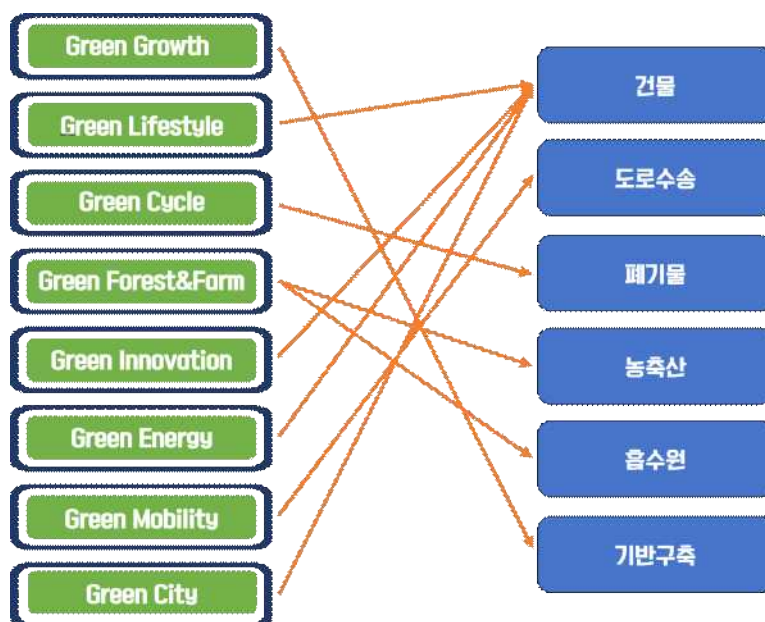 Green Growth
Green Lifestyle
Green Cycle
Green Forest&Farm
Green Innovation
Green Energy
Green Mobility
Green City
건물
도로수송
폐기물
농축산
흡수원
기반구축